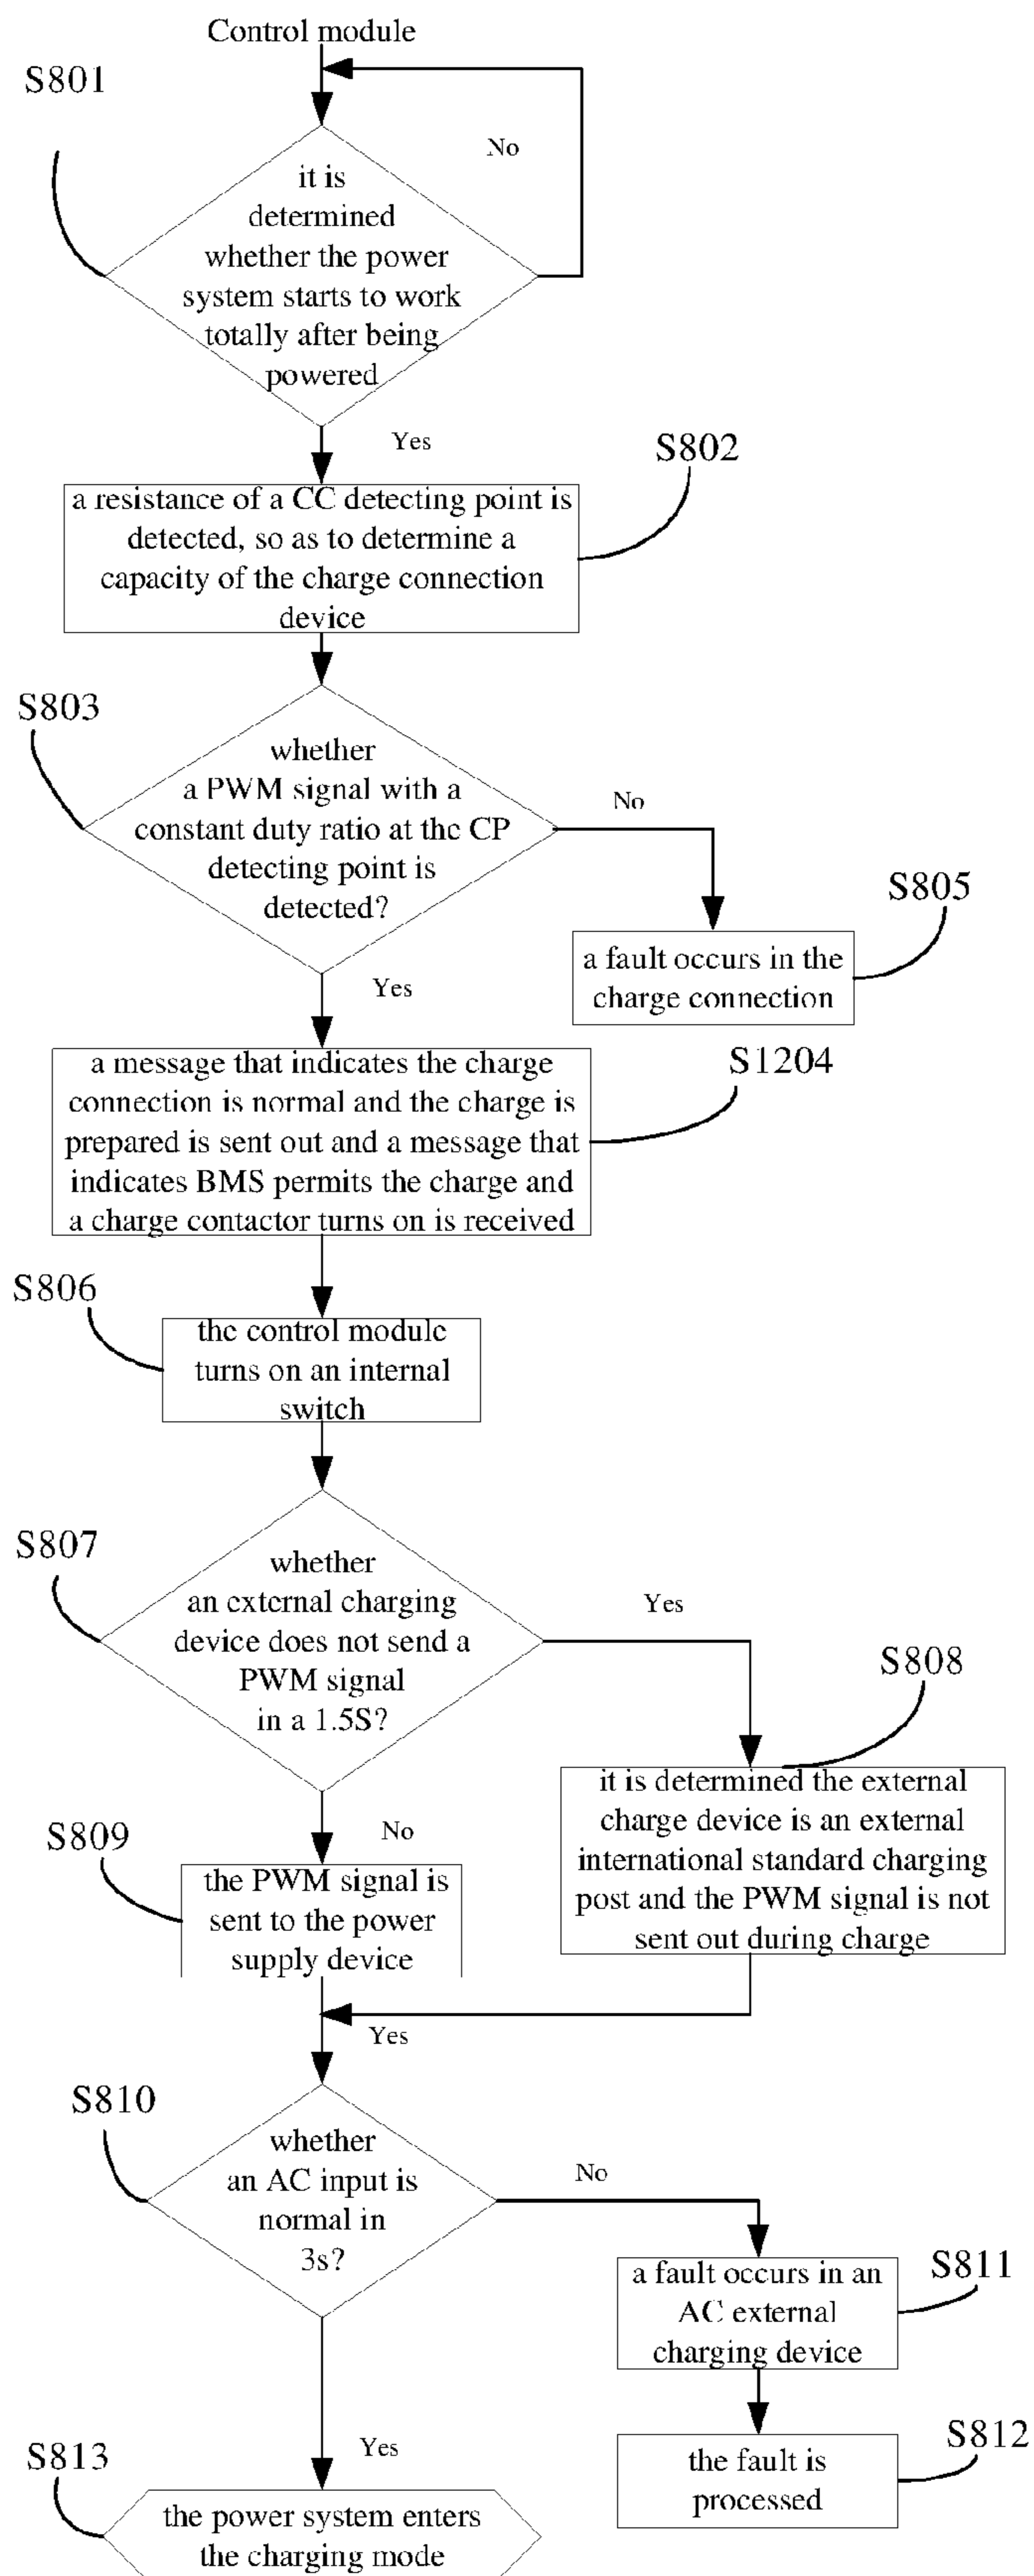 Control module
S801
No
it is
determined
whether the power
system starts to work
totally after being
powered
Yes
S802
a resistance of a CC detecting point is
detected, so as to determine a
capacity of the charge connection
device
S803
whether
a PWM signal with a
constant duty ratio at the CP
detecting point is
detected?
No
S805
a fault occurs in the
charge connection
Yes
S1204
a message that indicates the charge
connection is normal and the charge is
prepared is sent out and a message that
indicates BMS permits the charge and
a charge contactor turns on is received
S806
the control module
turns on an internal
switch
S807
whether
an external charging
device does not send a
PWM signal
in a 1.5S?
Yes
S808
it is determined the external
charge device is an external
international standard charging
post and the PWM signal is not
sent out during charge
No
S809
the PWM signal is
sent to the power
supply device
Yes
S810
whether
an AC input is
normal in
3s?
No
S811
a fault occurs in an
AC external
charging device
S812
the fault is
processed
Yes
S813
the power system enters
the charging mode